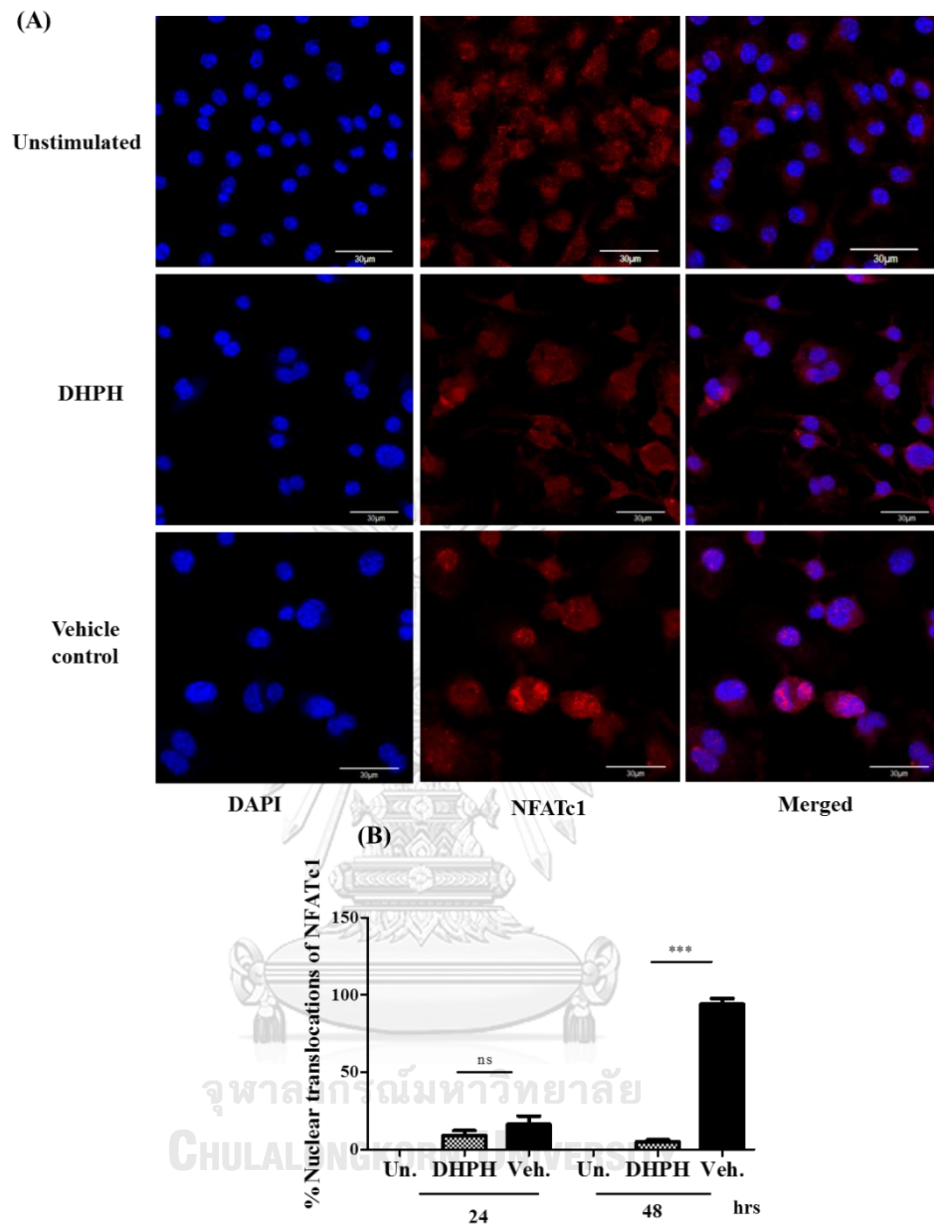 (A)
Unstimulated
30µm
30µm
30µm
DHPH
30µm
30µm
30µm
Vehicle
control
30µm
30µm
30µm
DAPI
NFATc1
Merged
(B)
% Nuclear translocations of NFATc1
150
100
50
0
ns
***
Un. DHPH Veh. Un. DHPH Veh.
24
48
hrs
จุฬาลงกรณ์มหาวิทยาลัย
CHULALONGKORN UNIVERSITY